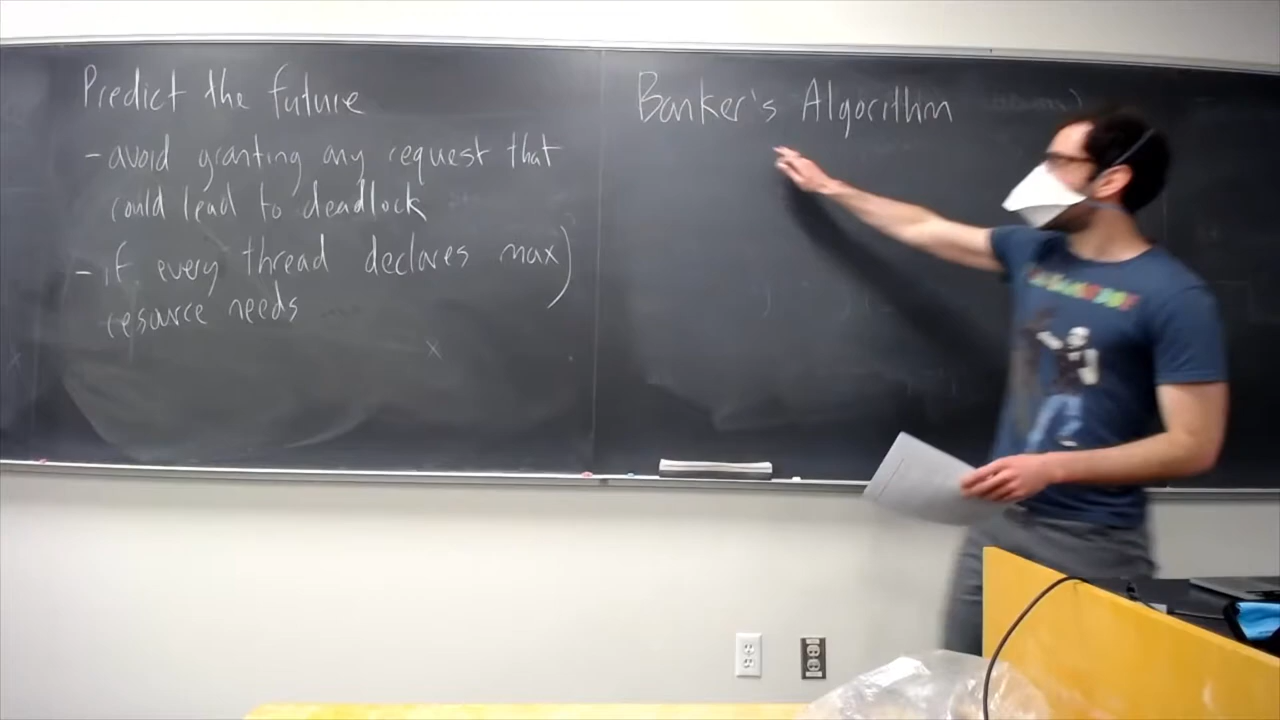 Predict the future
- avoid granting any request that
could lead to deadlock
- if every thread declares max)
resource needs
Banker's Algorithm